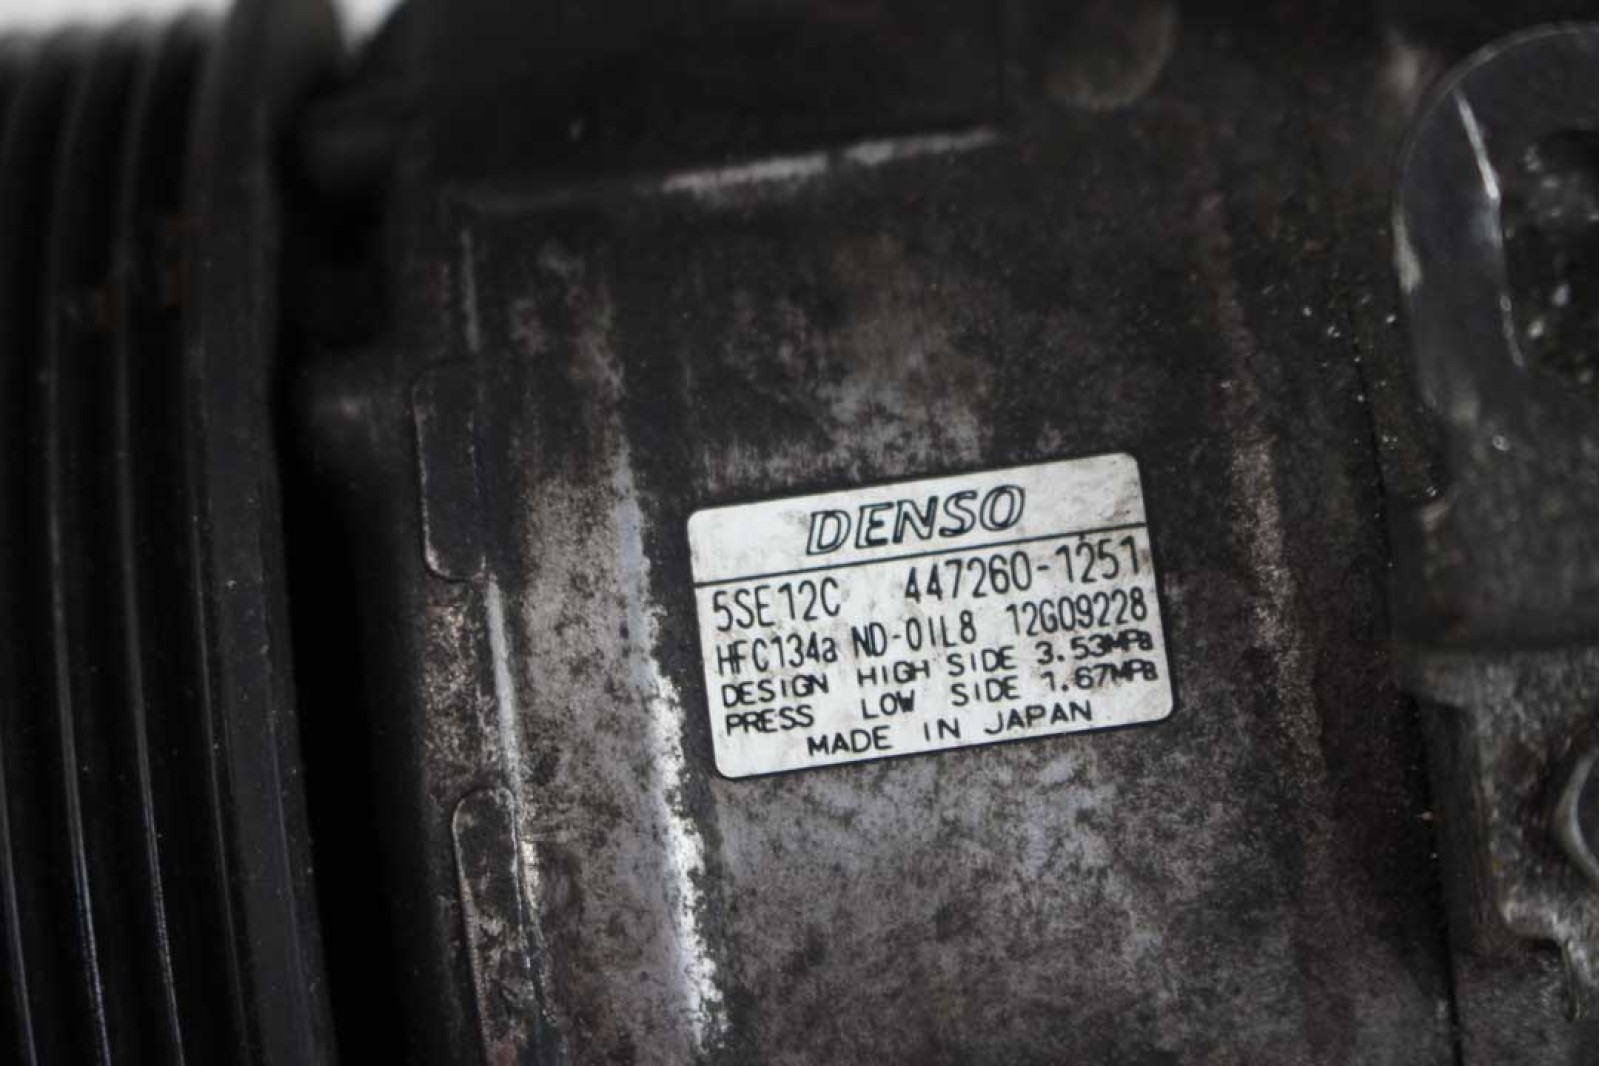 DENSO
5SE12C 447260-1251
HFC134a ND-OIL8 12G09228
DESIGN HIGH SIDE 3.53MPa
PRESS LOW SIDE 1.67MPa
MADE IN JAPAN